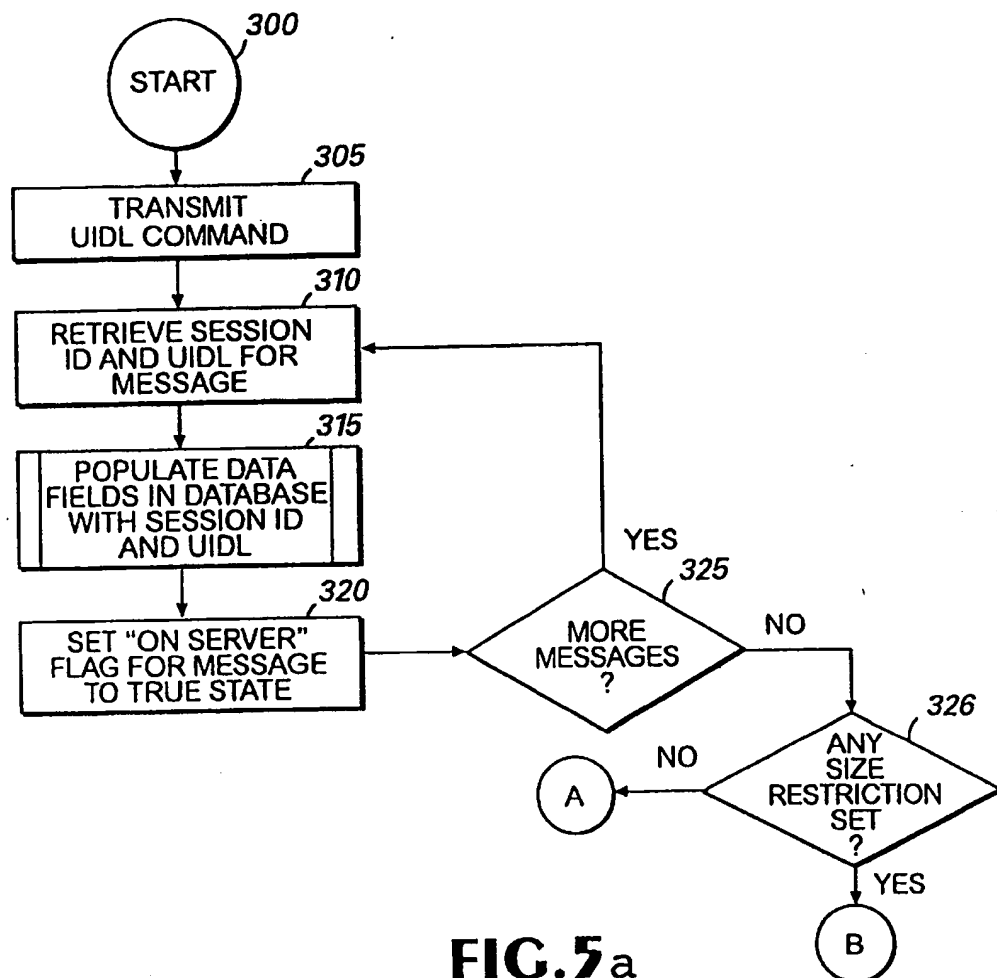 300
START
305
TRANSMIT
UIDL COMMAND
310
RETRIEVE SESSION
ID AND UIDL FOR
MESSAGE
315
POPULATE DATA
FIELDS IN DATABASE
WITH SESSION ID
AND UIDL
320
SET "ON SERVER"
FLAG FOR MESSAGE
TO TRUE STATE
YES
325
MORE
MESSAGES
?
NO
326
ANY
SIZE
RESTRICTION
SET
?
NO
A
YES
B
FIG.5a